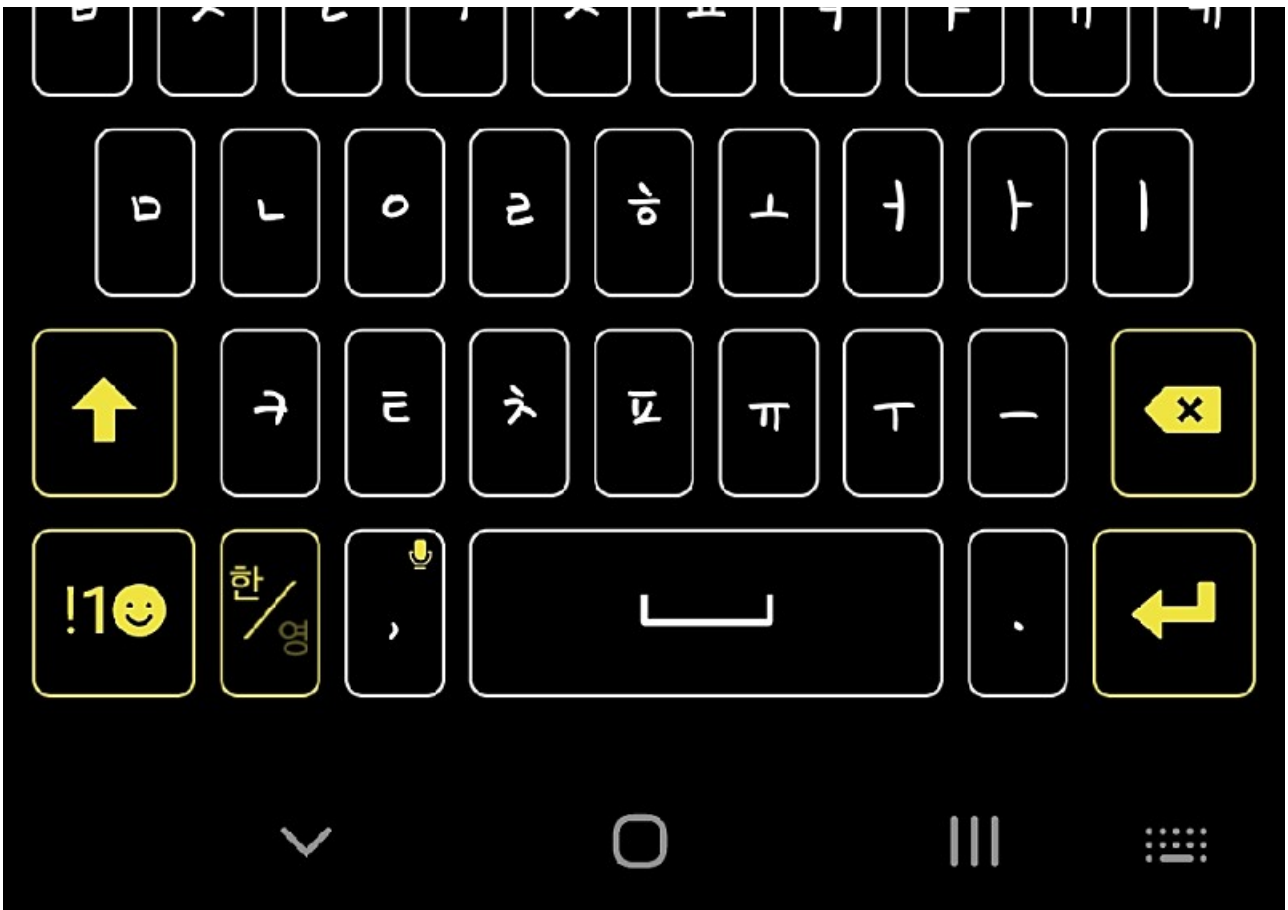 ㅁ ㄴ ㅇ ㄹ ㅎ ㅗ ㅓ ㅏ ㅣ
ㅋ ㅌ ㅊ ㅍ ㅠ ㅜ ㅡ
!1☻ 한/영 , .